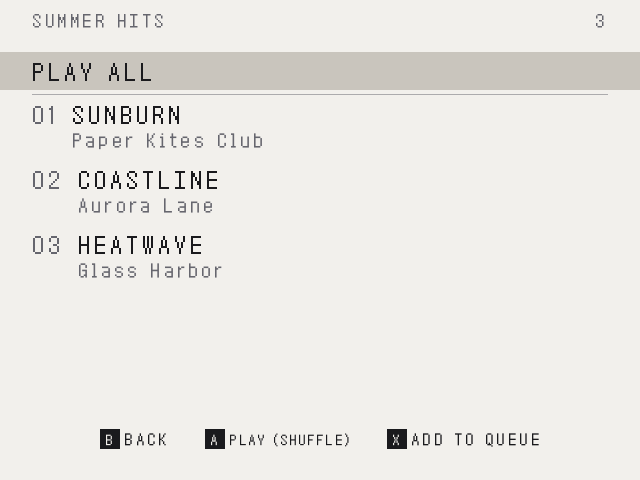 SUMMER HITS 3
PLAY ALL
01 SUNBURN
Paper Kites Club
02 COASTLINE
Aurora Lane
03 HEATWAVE
Glass Harbor
B BACK A PLAY (SHUFFLE) X ADD TO QUEUE